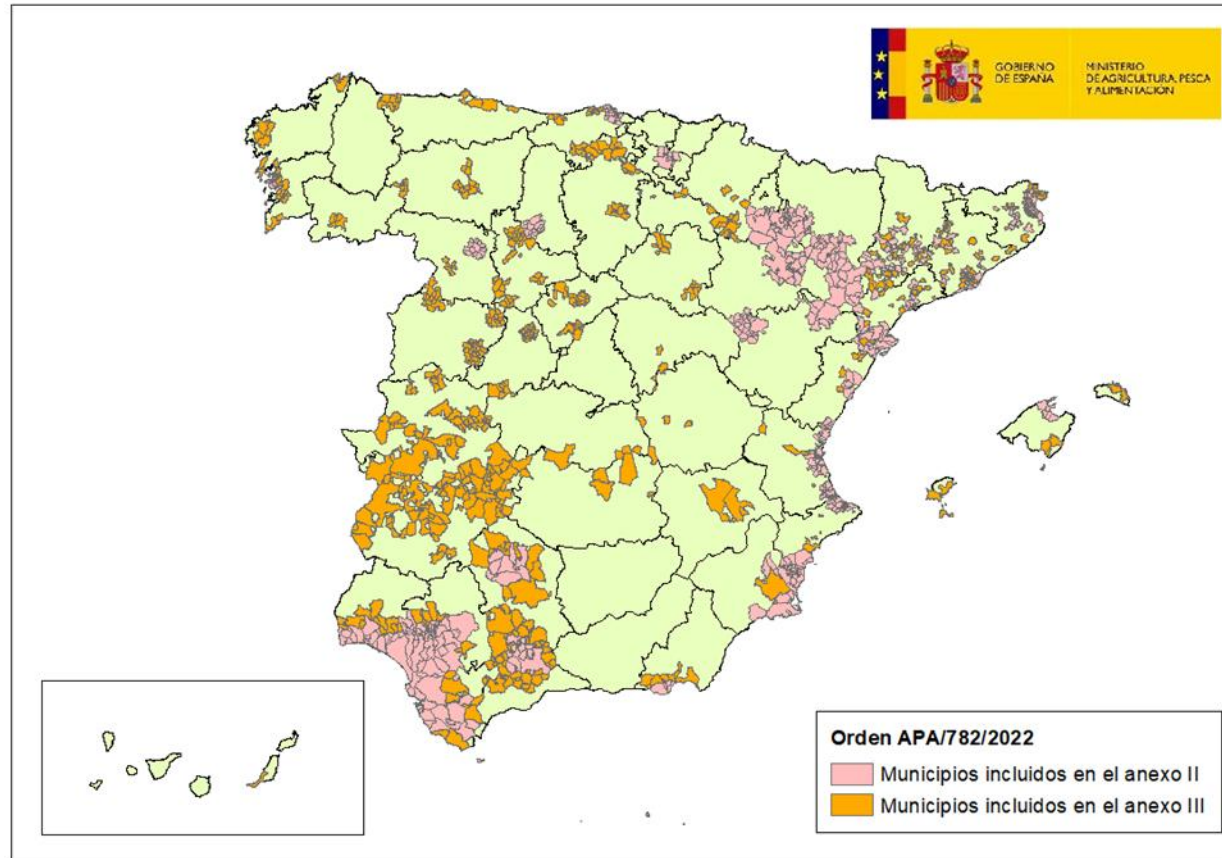 GOBIERNO
DE ESPAÑA
MINISTERIO
DE AGRICULTURA, PESCA
Y ALIMENTACIÓN
Orden APA/782/2022
Municipios incluidos en el anexo II
Municipios incluidos en el anexo III